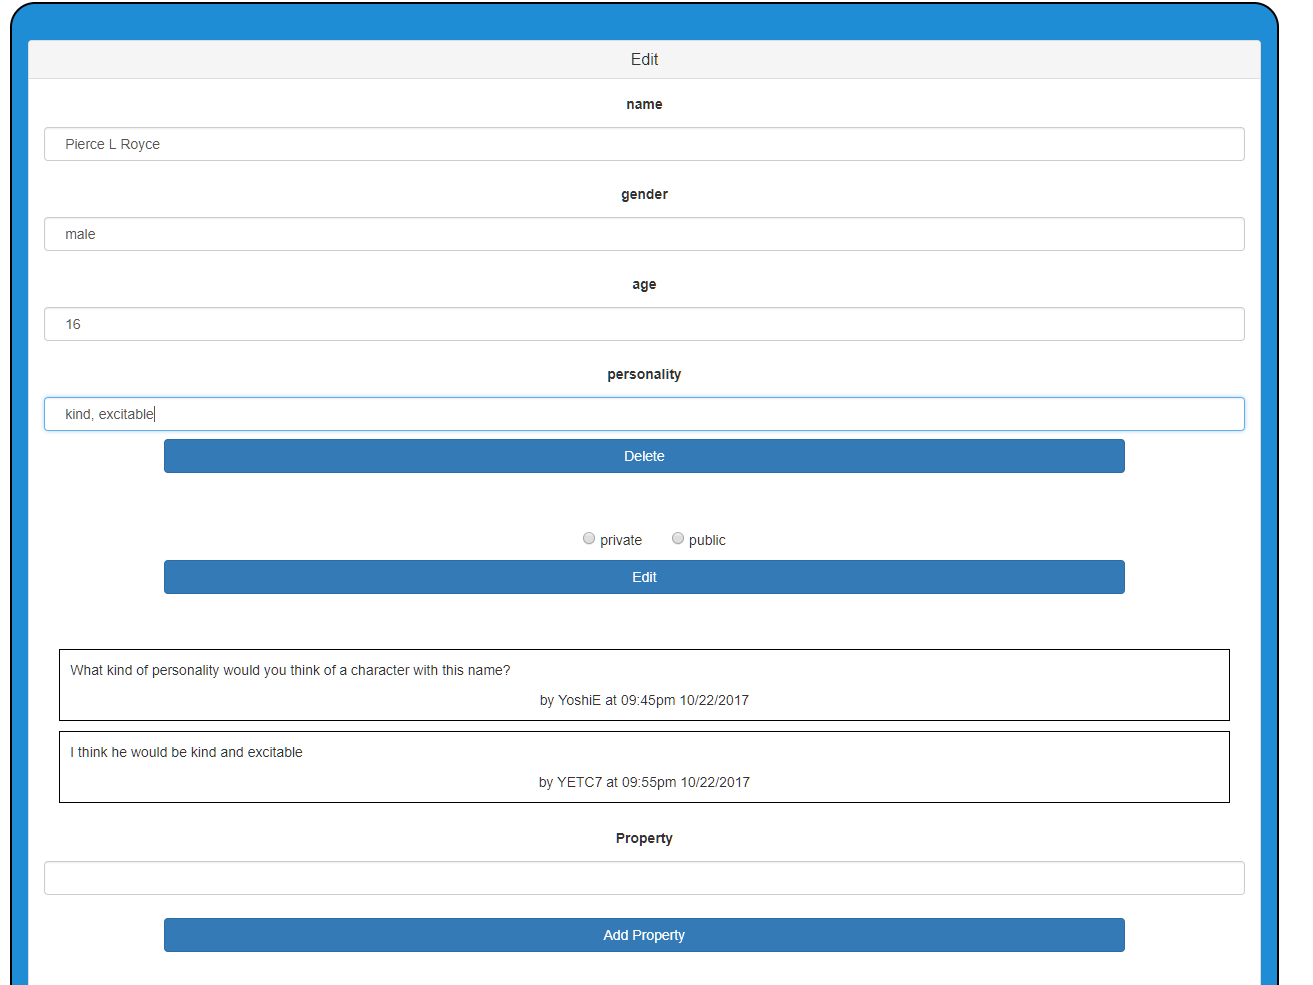 Edit
name
Pierce L Royce
gender
male
age
16
personality
kind, excitable
Delete
private public
Edit
What kind of personality would you think of a character with this name?
by YoshiE at 09:45pm 10/22/2017
I think he would be kind and excitable
by YETC7 at 09:55pm 10/22/2017
Property
Add Property